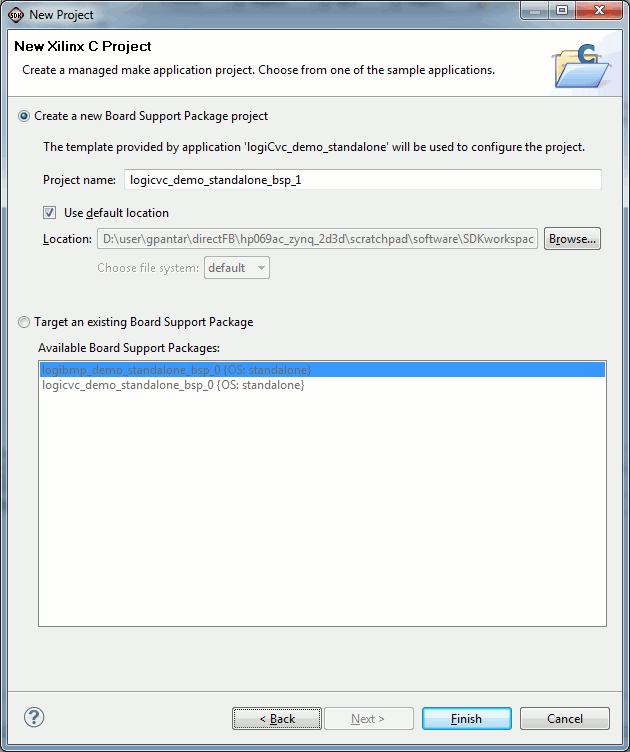 SDK New Project
New Xilinx C Project
Create a managed make application project. Choose from one of the sample applications.
C
Create a new Board Support Package project
The template provided by application 'logiCvc_demo_standalone' will be used to configure the project.
Project name: logicvc_demo_standalone_bsp_1
Use default location
Location: D:\user\gpantar\directFB\hp069ac_zynq_2d3d\scratchpad\software\SDKworkspac Browse...
Choose file system: default
Target an existing Board Support Package
Available Board Support Packages:
logibmp_demo_standalone_bsp_0 {OS: standalone}
logicvc_demo_standalone_bsp_0 {OS: standalone}
? < Back Next > Finish Cancel